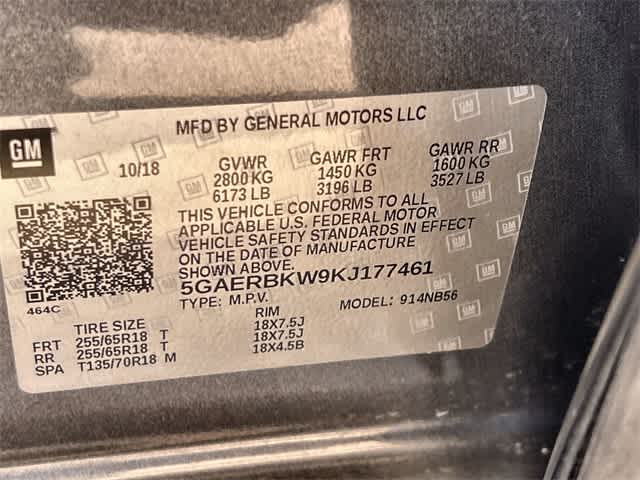 MFD BY GENERAL MOTORS LLC
GM
10/18 GVWR GAWR FRT GAWR RR
2800 KG 1450 KG 1600 KG
6173 LB 3196 LB 3527 LB
THIS VEHICLE CONFORMS TO ALL
APPLICABLE U.S. FEDERAL MOTOR
VEHICLE SAFETY STANDARDS IN EFFECT
ON THE DATE OF MANUFACTURE
SHOWN ABOVE.
5GAERBKW9KJ177461
464C
TYPE: M.P.V. MODEL: 914NB56
TIRE SIZE RIM
FRT 255/65R18 T 18X7.5J
RR 255/65R18 T 18X7.5J
SPA T135/70R18 M 18X4.5B